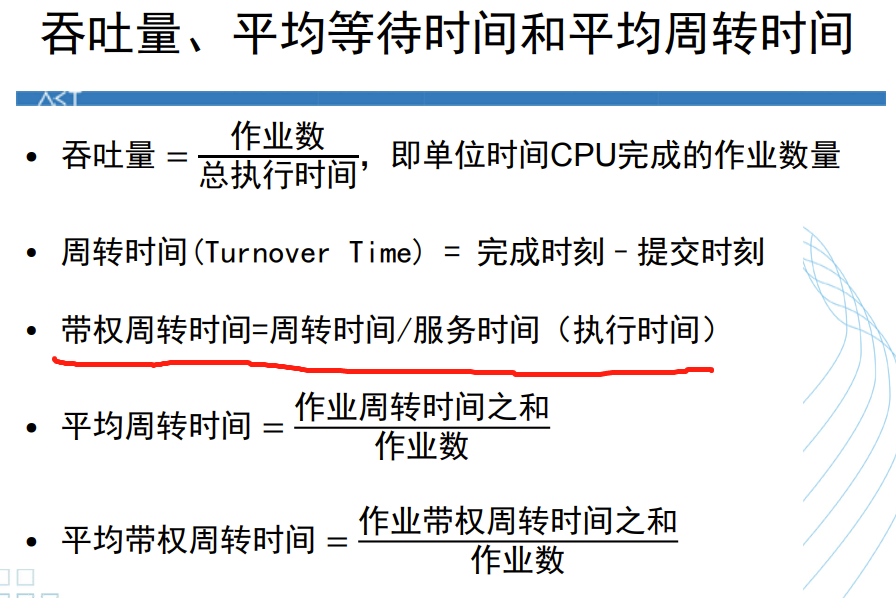 吞吐量、平均等待时间和平均周转时间
• 吞吐量 = 作业数/总执行时间，即单位时间CPU完成的作业数量
• 周转时间(Turnover Time) = 完成时刻－提交时刻
• 带权周转时间=周转时间/服务时间（执行时间）
• 平均周转时间 = 作业周转时间之和/作业数
• 平均带权周转时间 = 作业带权周转时间之和/作业数